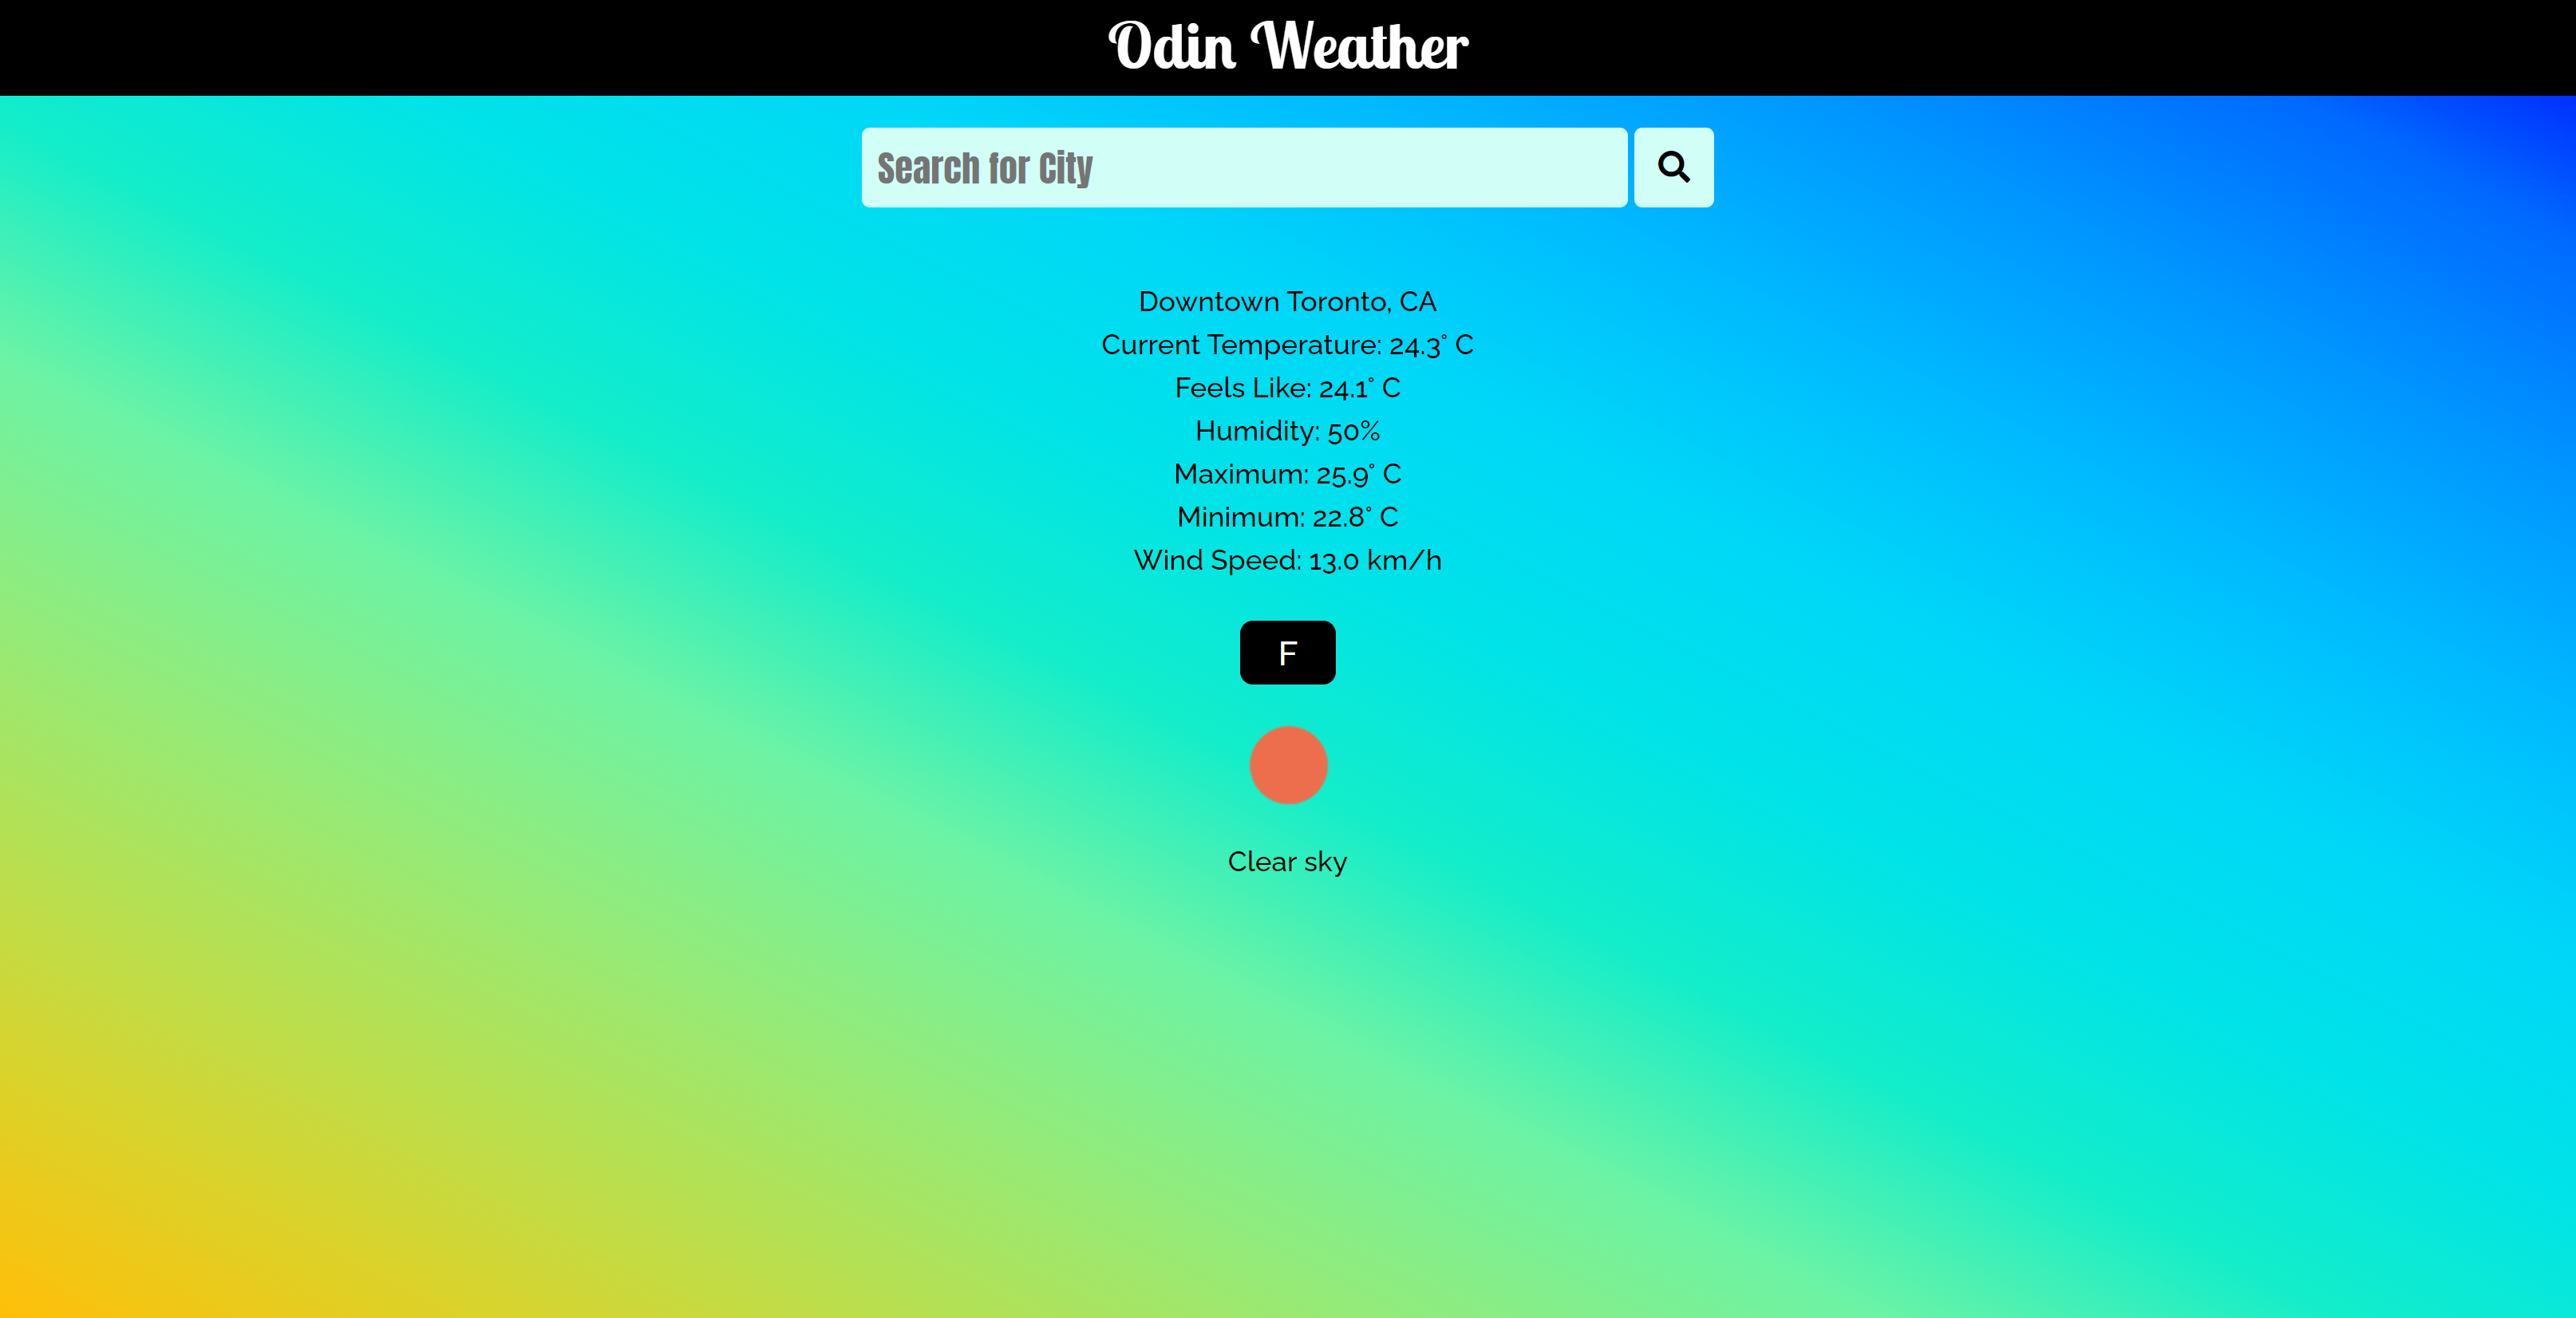 Odin Weather
Search for City
Downtown Toronto, CA
Current Temperature: 24.3° C
Feels Like: 24.1° C
Humidity: 50%
Maximum: 25.9° C
Minimum: 22.8° C
Wind Speed: 13.0 km/h
F
Clear sky